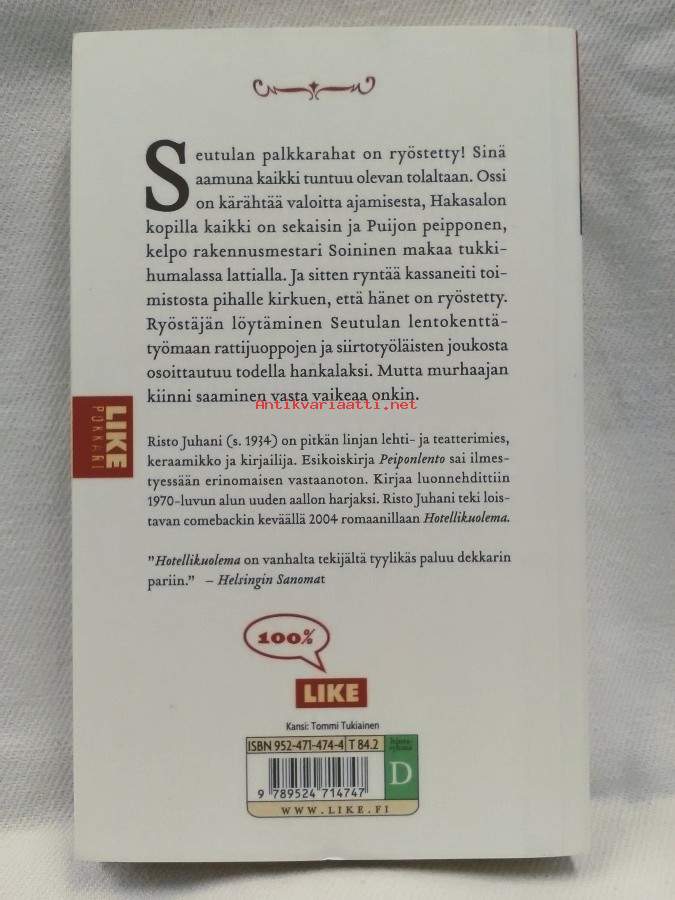 Seutulan palkkarahat on ryöstetty! Sinä
aamuna kaikki tuntuu olevan tolaltaan. Ossi
on kärähtää valoitta ajamisesta, Hakasalon
kopilla kaikki on sekaisin ja Puijon peipponen,
kelpo rakennusmestari Soininen makaa tukki-
humalassa lattialla. Ja sitten ryntää kassaneiti toi-
mistosta pihalle kirkuen, että hänet on ryöstetty.
Ryöstäjän löytäminen Seutulan lentokenttä-
työmaan rattijuoppojen ja siirtotyöläisten joukosta
osoittautuu todella hankalaksi. Mutta murhaajan
kiinni saaminen vasta vaikeaa onkin.
Antikvariaatti.net
LIKE
POKKARI
Risto Juhani (s. 1934) on pitkän linjan lehti- ja teatterimies,
keraamikko ja kirjailija. Esikoiskirja Peiponlento sai ilmes-
tyessään erinomaisen vastaanoton. Kirjaa luonnehdittiin
1970-luvun alun uuden aallon harjaksi. Risto Juhani teki lois-
tavan comebackin keväällä 2004 romaanillaan Hotellikuolema.
"Hotellikuolema on vanhalta tekijältä tyylikäs paluu dekkarin
pariin." – Helsingin Sanomat
100%
LIKE
Kansi: Tommi Tukiainen
ISBN 952-471-474-4 T 84.2
hinta-
ryhmä
D
9 789524 714747
WWW.LIKE.FI